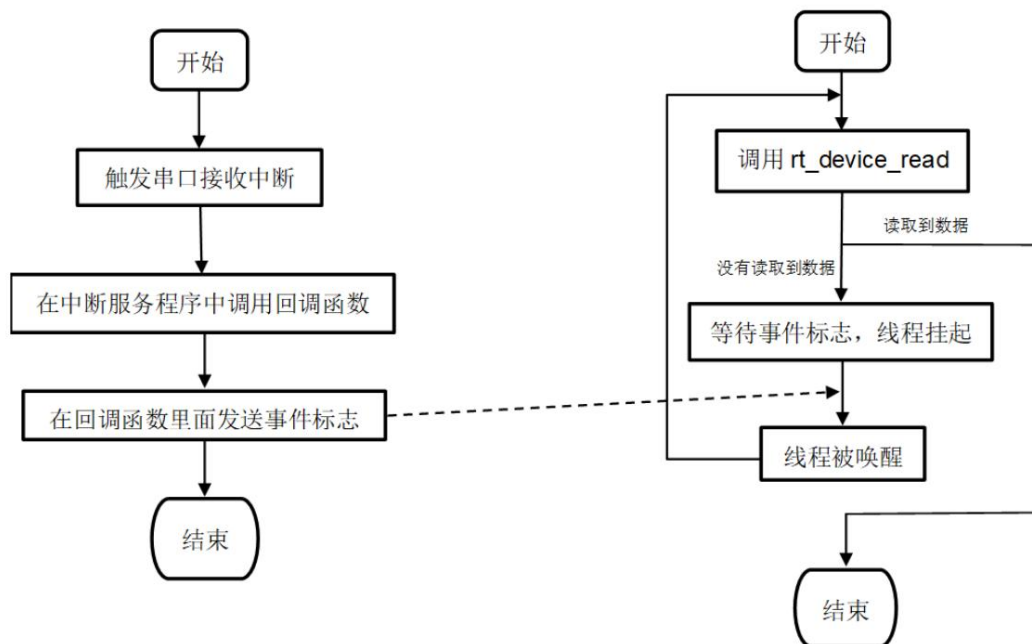 开始
触发串口接收中断
在中断服务程序中调用回调函数
在回调函数里面发送事件标志
结束
开始
调用 rt_device_read
读取到数据
没有读取到数据
等待事件标志，线程挂起
线程被唤醒
结束